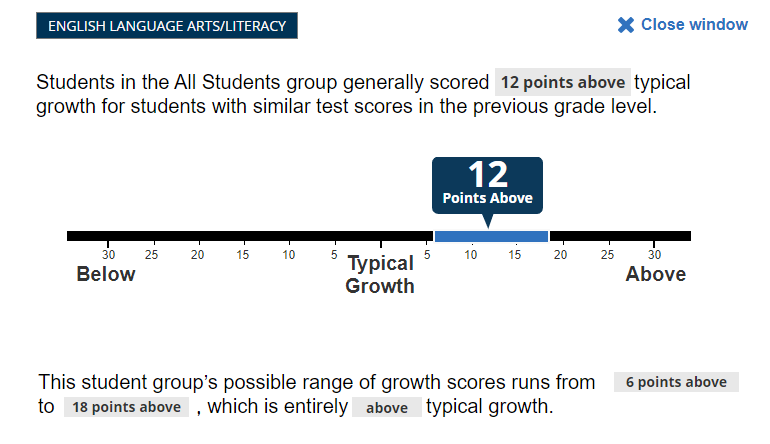 ENGLISH LANGUAGE ARTS/LITERACY
✖ Close window
Students in the All Students group generally scored 12 points above typical
growth for students with similar test scores in the previous grade level.
12
Points Above
30 25 20 15 10 5 5 10 15 20 25 30
Below Typical Above
Growth
This student group’s possible range of growth scores runs from 6 points above
to 18 points above , which is entirely above typical growth.